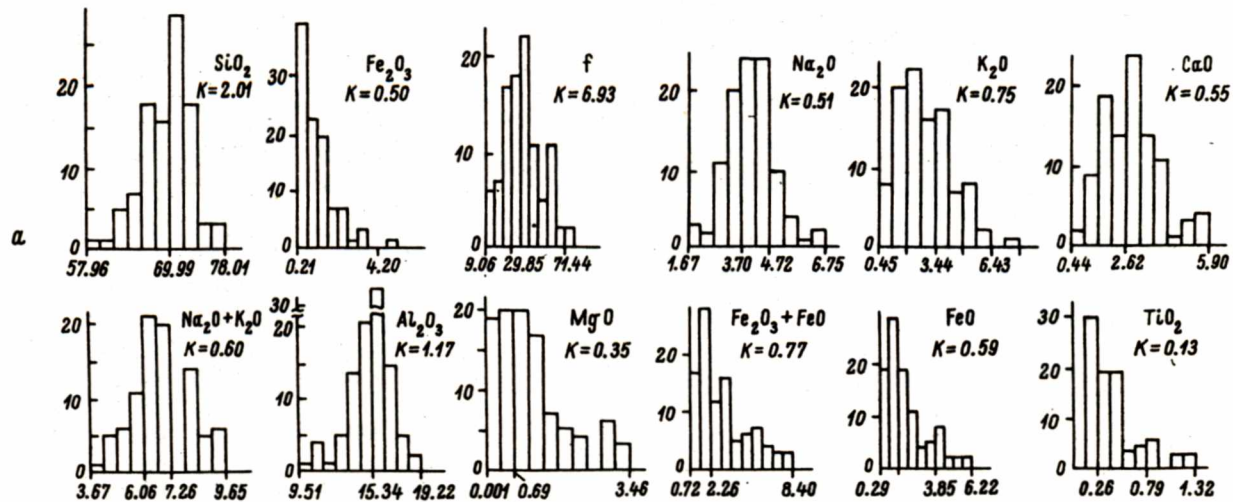 SiO₂
K=2.01
20
10
0
57.96 69.99 78.01
Fe₂O₃
K=0.50
30
20
10
0
0.21 4.20
f
K=6.93
20
10
0
9.06 29.85 71.44
Na₂O
K=0.51
20
10
0
1.67 3.70 4.72 6.75
K₂O
K=0.75
20
10
0
0.45 3.44 6.43
CaO
K=0.55
20
10
0
0.44 2.62 5.90
a
Na₂O+K₂O
K=0.60
20
10
0
3.67 6.06 7.26 9.65
Al₂O₃
K=1.17
30
20
10
0
9.51 15.34 19.22
MgO
K=0.35
20
10
0
0.001 0.69 3.46
Fe₂O₃+FeO
K=0.77
20
10
0
0.72 2.26 8.40
FeO
K=0.59
20
10
0
0.29 3.85 6.22
TiO₂
K=0.13
30
20
10
0
0.26 0.79 1.32